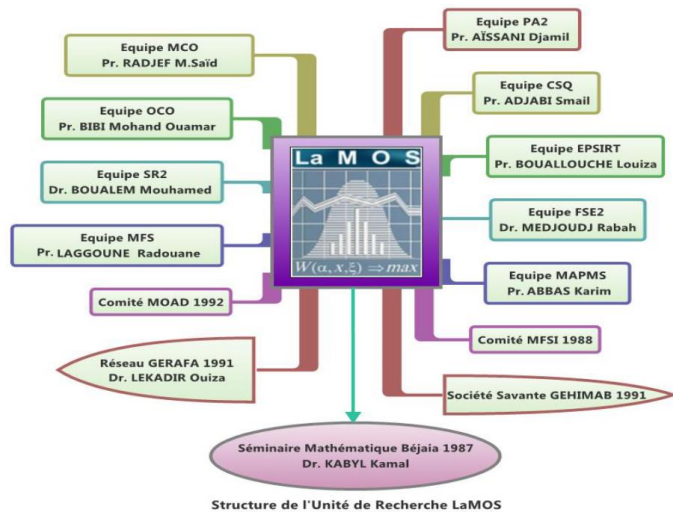 Equipe MCO
Pr. RADJEF M.Saïd
Equipe OCO
Pr. BIBI Mohand Ouamar
Equipe SR2
Dr. BOUALEM Mouhamed
Equipe MFS
Pr. LAGGOUNE Radouane
Comité MOAD 1992
Réseau GERAFA 1991
Dr. LEKADIR Ouiza
Equipe PA2
Pr. AÏSSANI Djamil
Equipe CSQ
Pr. ADJABI Smail
Equipe EPSIRT
Pr. BOUALLOUCHE Louiza
Equipe FSE2
Dr. MEDJOUDJ Rabah
Equipe MAPMS
Pr. ABBAS Karim
Comité MFSI 1988
Société Savante GEHIMAB 1991
La M O S
W(α,x,ξ) ⇒ max
Séminaire Mathématique Béjaia 1987
Dr. KABYL Kamal
Structure de l'Unité de Recherche LaMOS